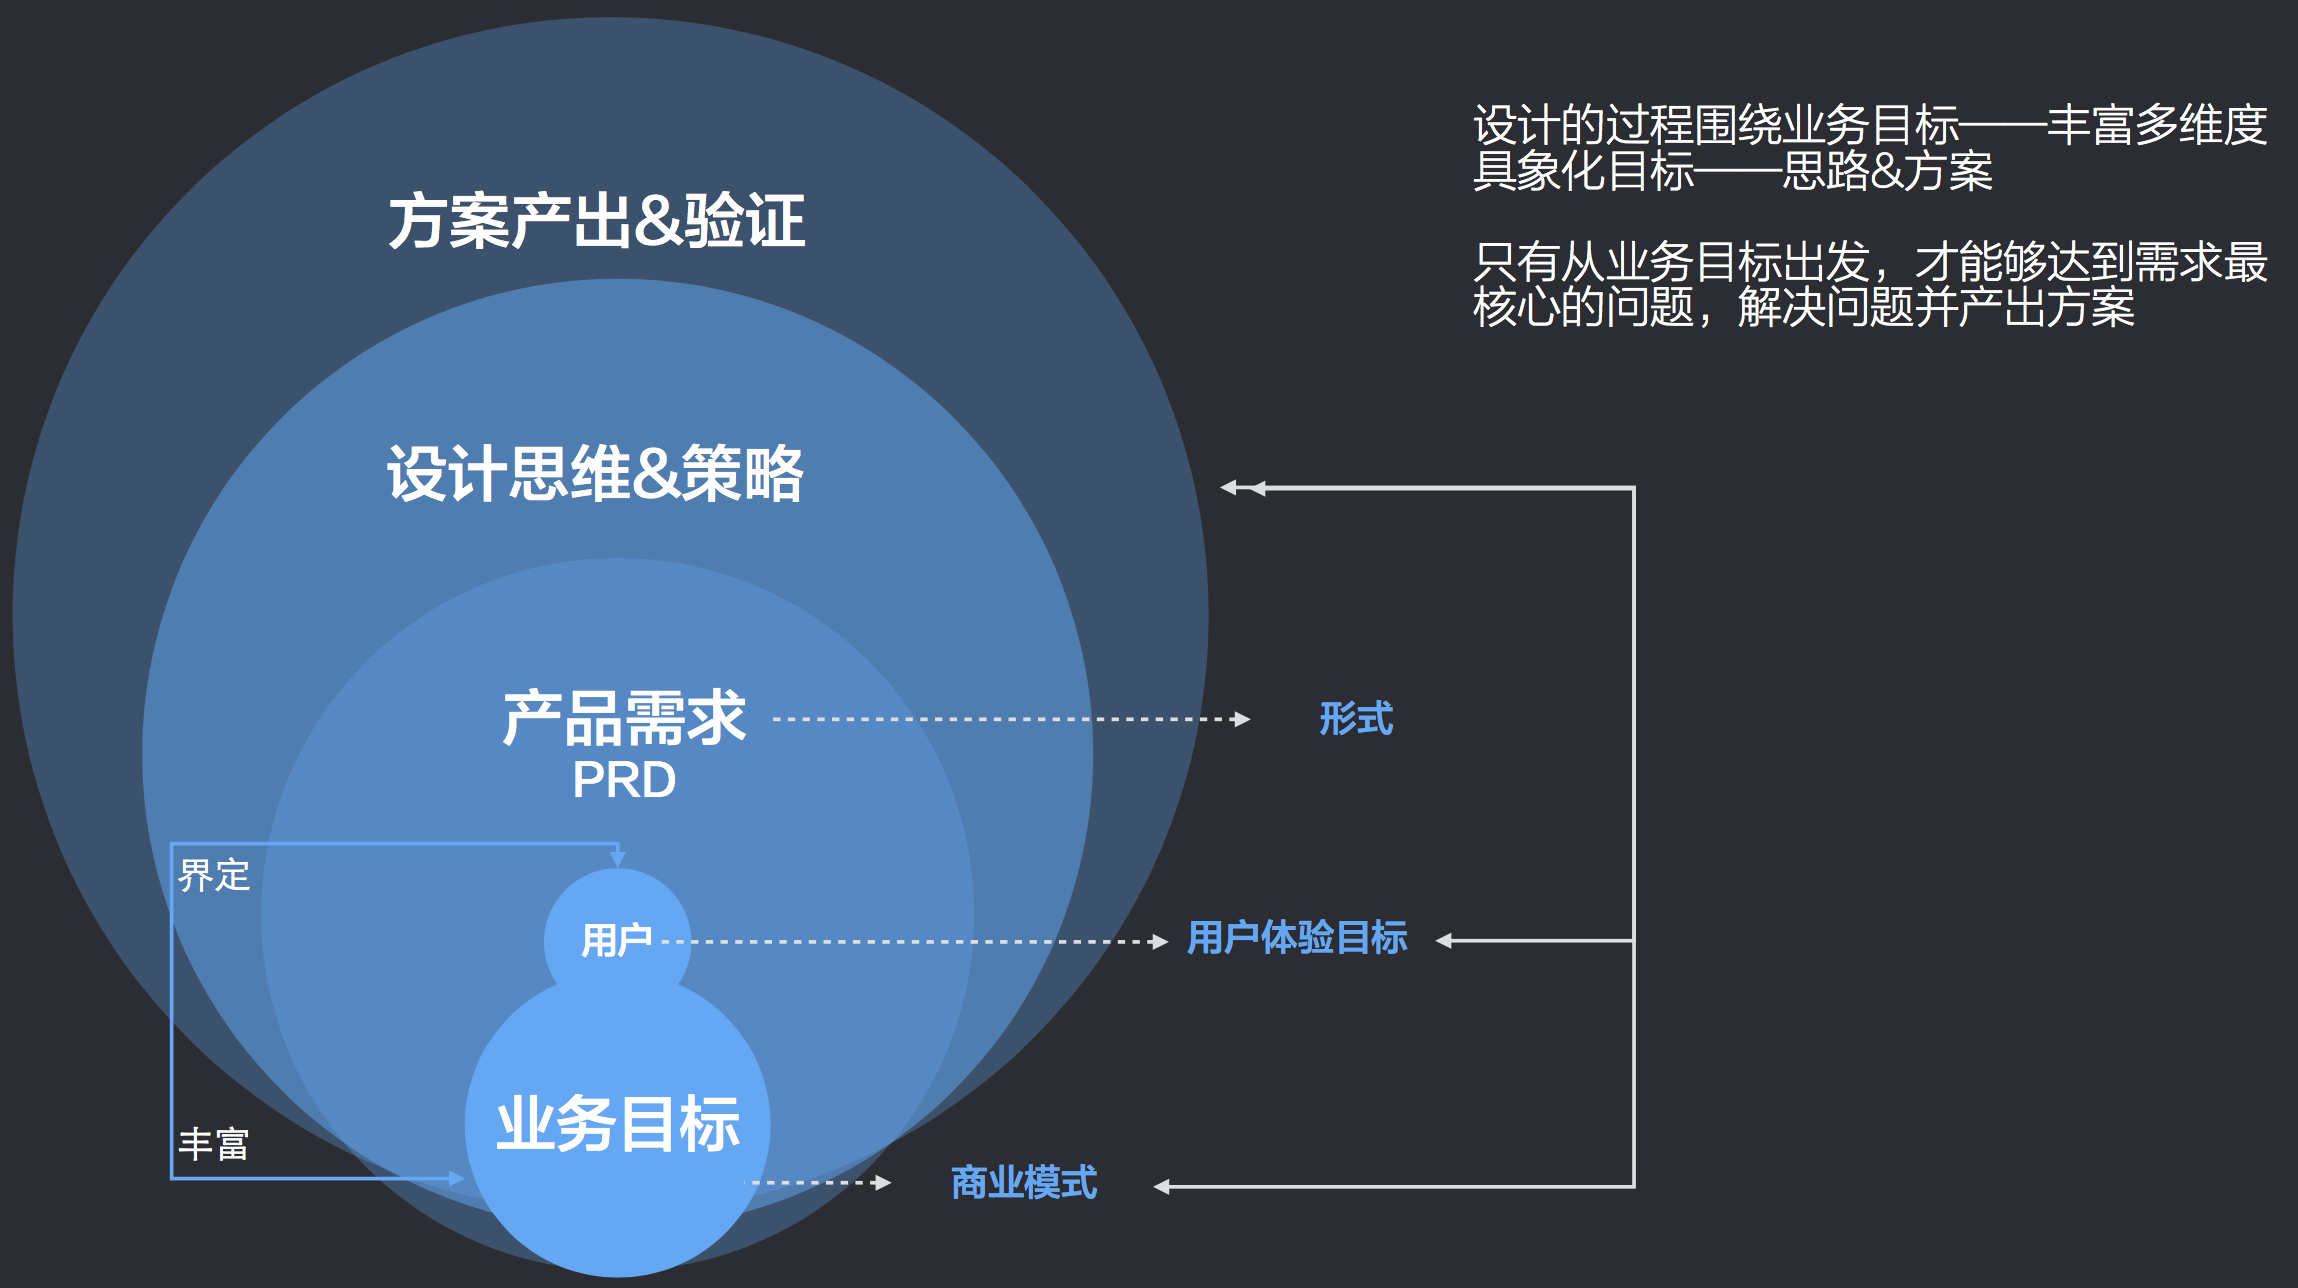 设计的过程围绕业务目标——丰富多维度
具象化目标——思路&方案
只有从业务目标出发，才能够达到需求最
核心的问题，解决问题并产出方案
方案产出&验证
设计思维&策略
产品需求
PRD
形式
界定
用户
用户体验目标
业务目标
丰富
商业模式